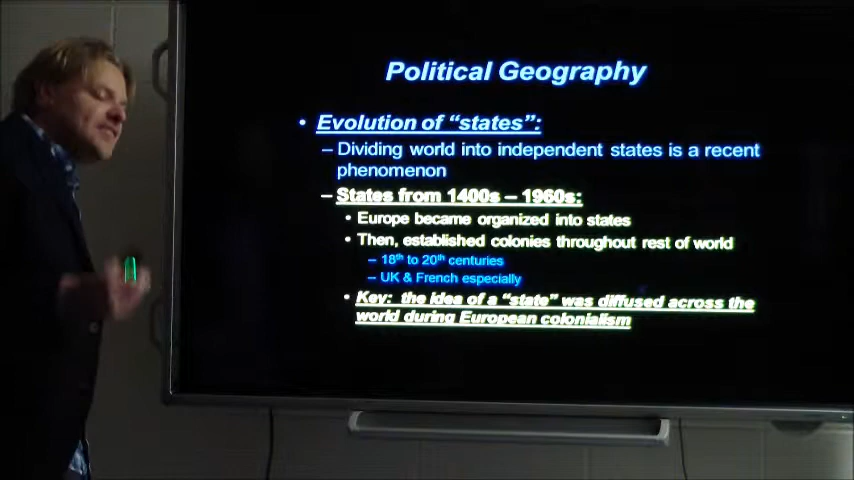 Political Geography
• Evolution of “states”:
– Dividing world into independent states is a recent
phenomenon
– States from 1400s – 1960s:
• Europe became organized into states
• Then, established colonies throughout rest of world
– 18th to 20th centuries
– UK & French especially
• Key: the idea of a “state” was diffused across the
world during European colonialism